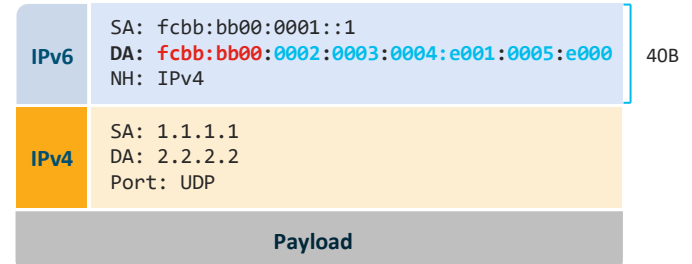 IPv6
SA: fcbb:bb00:0001::1
DA: fcbb:bb00:0002:0003:0004:e001:0005:e000
NH: IPv4
40B
IPv4
SA: 1.1.1.1
DA: 2.2.2.2
Port: UDP
Payload